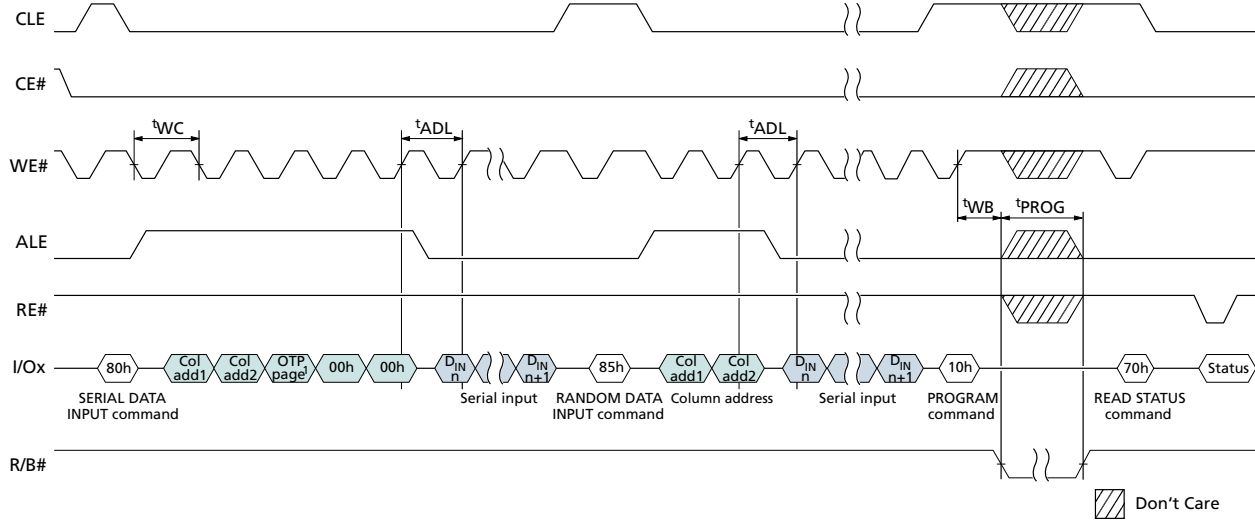 CLE
CE#
tWC
tADL
tADL
WE#
tWB
tPROG
ALE
RE#
I/Ox
80h
Col add1
Col add2
OTP page1
00h
00h
DIN n
DIN n+1
85h
Col add1
Col add2
DIN n
DIN n+1
10h
70h
Status
SERIAL DATA
INPUT command
Serial input
RANDOM DATA
INPUT command
Column address
Serial input
PROGRAM
command
READ STATUS
command
R/B#
Don't Care